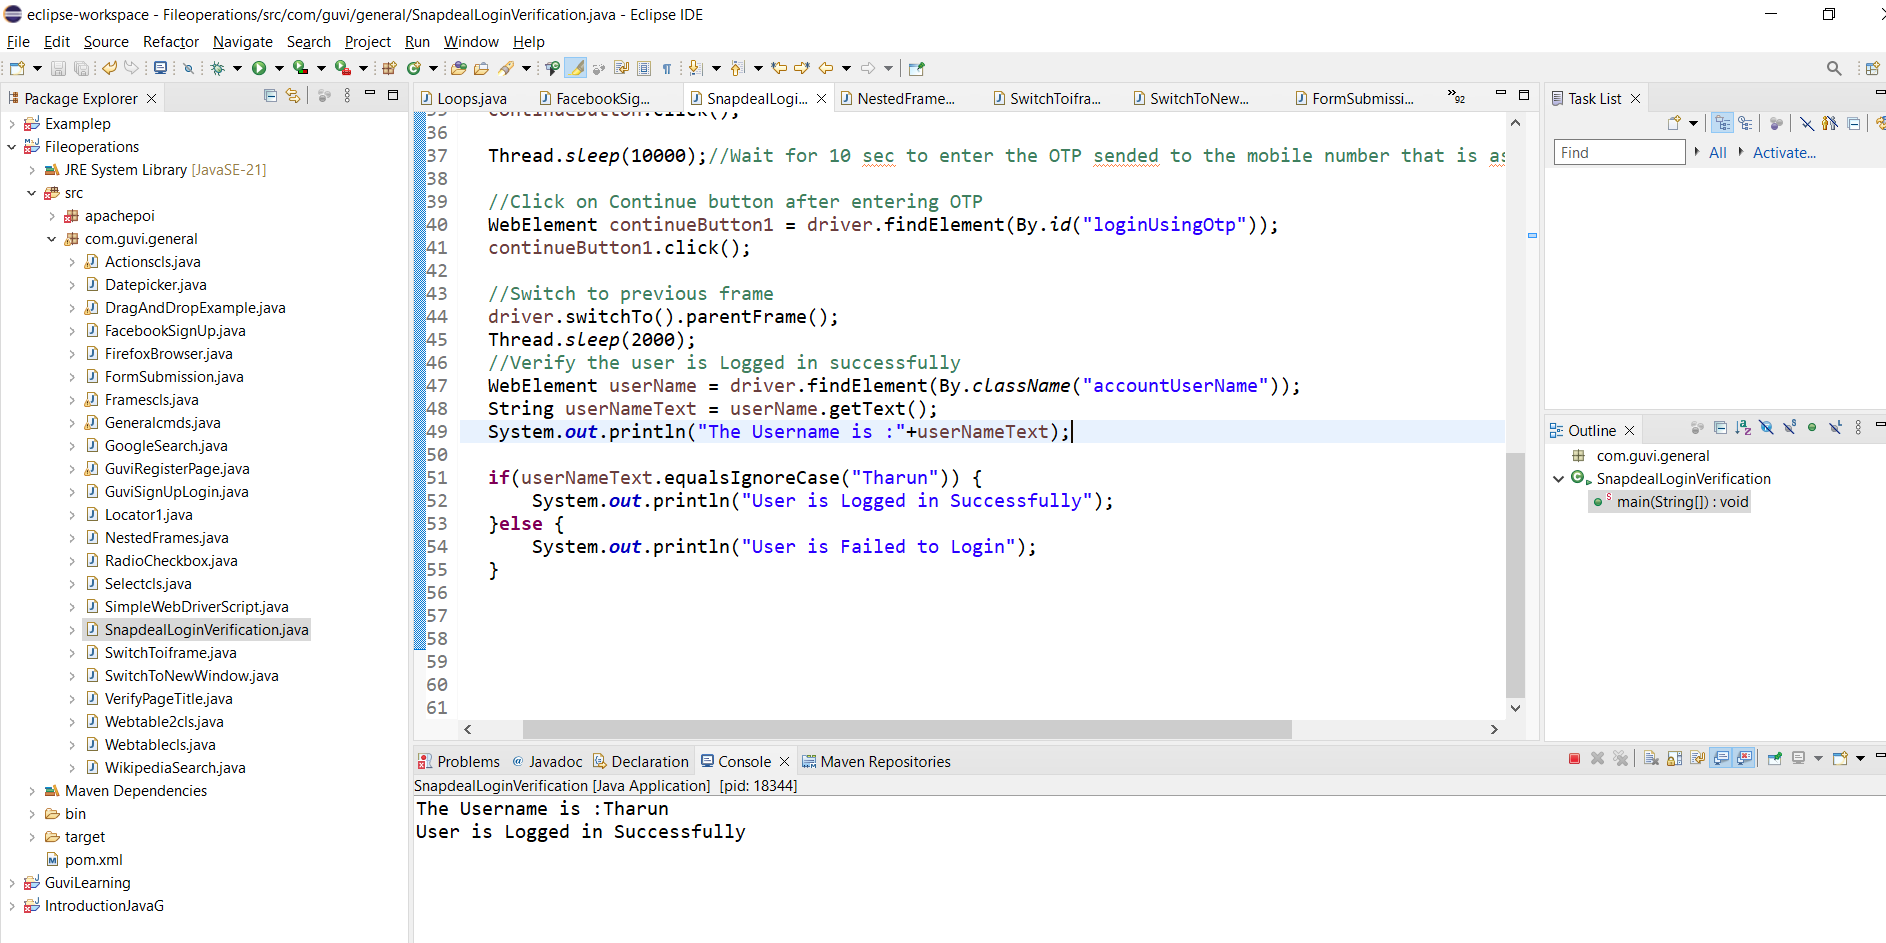 eclipse-workspace - Fileoperations/src/com/guvi/general/SnapdealLoginVerification.java - Eclipse IDE
File Edit Source Refactor Navigate Search Project Run Window Help
Package Explorer
Examplep
Fileoperations
JRE System Library [JavaSE-21]
src
apachepoi
com.guvi.general
Actionscls.java
Datepicker.java
DragAndDropExample.java
FacebookSignUp.java
FirefoxBrowser.java
FormSubmission.java
Framescls.java
Generalcmds.java
GoogleSearch.java
GuviRegisterPage.java
GuviSignUpLogin.java
Locator1.java
NestedFrames.java
RadioCheckbox.java
Selectcls.java
SimpleWebDriverScript.java
SnapdealLoginVerification.java
SwitchToiframe.java
SwitchToNewWindow.java
VerifyPageTitle.java
Webtable2cls.java
Webtablecls.java
WikipediaSearch.java
Maven Dependencies
bin
target
pom.xml
GuviLearning
IntroductionJavaG
Loops.java FacebookSig... SnapdealLogi... NestedFrame... SwitchToifra... SwitchToNew... FormSubmissi... »92
35 continueButton.click();
36
37 Thread.sleep(10000);//Wait for 10 sec to enter the OTP sended to the mobile number that is as
38
39 //Click on Continue button after entering OTP
40 WebElement continueButton1 = driver.findElement(By.id("loginUsingOtp"));
41 continueButton1.click();
42
43 //Switch to previous frame
44 driver.switchTo().parentFrame();
45 Thread.sleep(2000);
46 //Verify the user is Logged in successfully
47 WebElement userName = driver.findElement(By.className("accountUserName"));
48 String userNameText = userName.getText();
49 System.out.println("The Username is :"+userNameText);
50
51 if(userNameText.equalsIgnoreCase("Tharun")) {
52 System.out.println("User is Logged in Successfully");
53 }else {
54 System.out.println("User is Failed to Login");
55 }
56
57
58
59
60
61
Problems Javadoc Declaration Console Maven Repositories
SnapdealLoginVerification [Java Application] [pid: 18344]
The Username is :Tharun
User is Logged in Successfully
Task List
Find All Activate...
Outline
com.guvi.general
SnapdealLoginVerification
main(String[]) : void